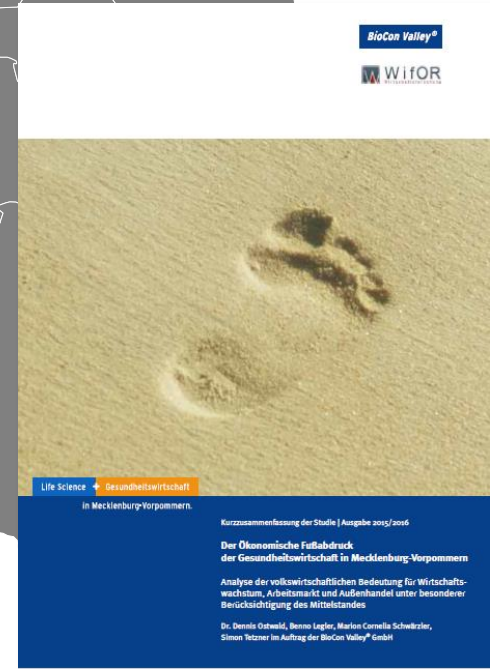 BioCon Valley®
WifOR
Life Science + Gesundheitswirtschaft
in Mecklenburg-Vorpommern.
Kurzzusammenfassung der Studie | Ausgabe 2015/2016
Der Ökonomische Fußabdruck
der Gesundheitswirtschaft in Mecklenburg-Vorpommern
Analyse der volkswirtschaftlichen Bedeutung für Wirtschafts-
wachstum, Arbeitsmarkt und Außenhandel unter besonderer
Berücksichtigung des Mittelstandes
Dr. Dennis Ostwald, Benno Legler, Marion Cornelia Schwärzler,
Simon Tetzner im Auftrag der BioCon Valley® GmbH